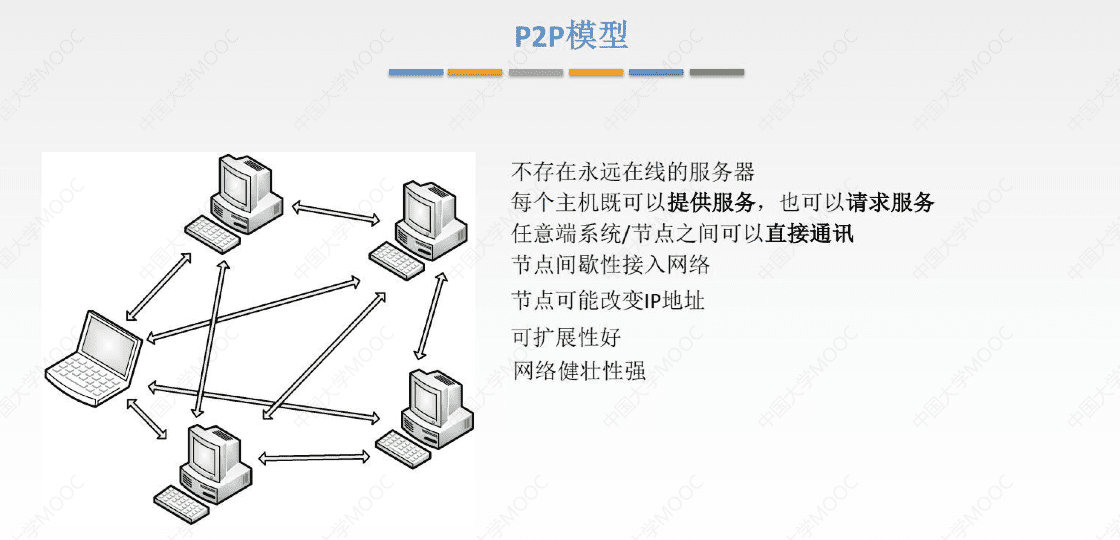 P2P模型
不存在永远在线的服务器
每个主机既可以提供服务，也可以请求服务
任意端系统/节点之间可以直接通讯
节点间歇性接入网络
节点可能改变IP地址
可扩展性好
网络健壮性强
中国大学MOOC